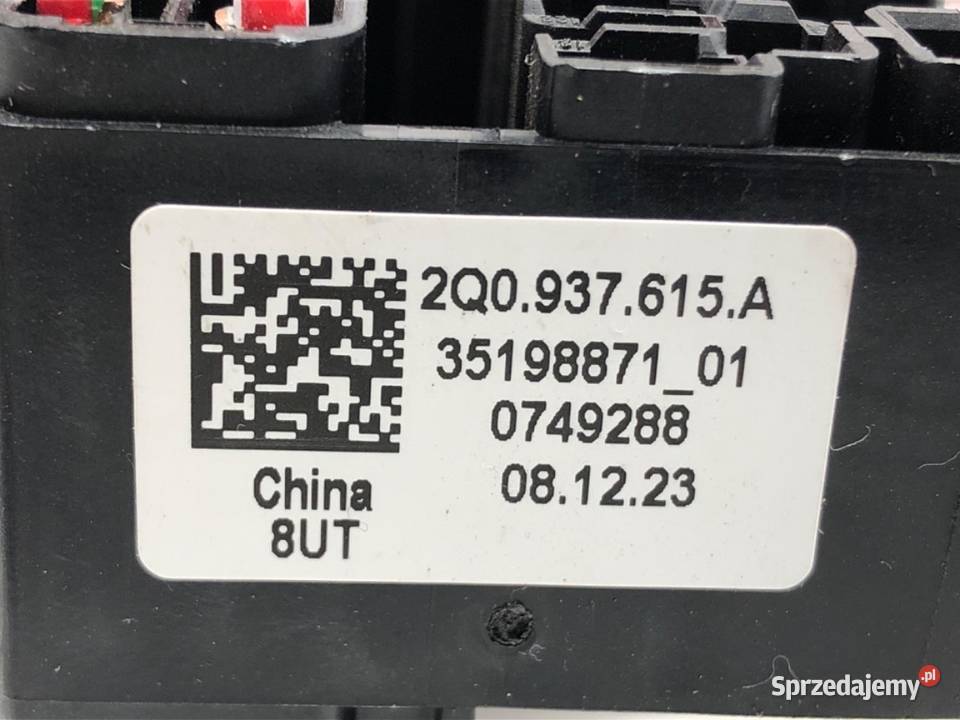 2Q0.937.615.A
35198871_01
0749288
08.12.23
China
8UT
Sprzedajemy.pl